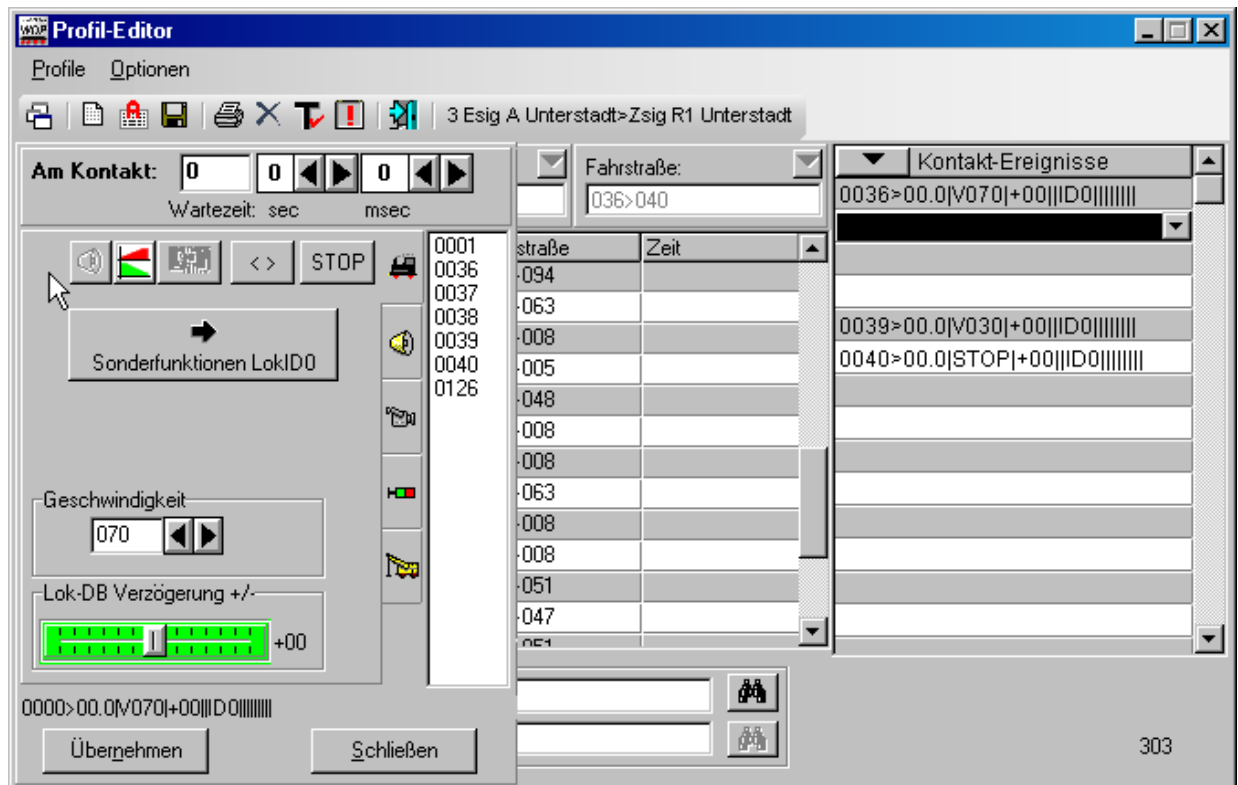 Profil-Editor
Profile Optionen
3 Esig A Unterstadt>Zsig R1 Unterstadt
Am Kontakt: 0 0 0
Wartezeit: sec msec
< > STOP
Sonderfunktionen LokID0
0001
0036
0037
0038
0039
0040
0126
Geschwindigkeit
070
Lok-DB Verzögerung +/-
+00
0000>00.0|V070|+00|||ID0||||||||
Übernehmen Schließen
Fahrstraße:
036>040
straße Zeit
-094
-063
-008
-005
-048
-008
-008
-063
-008
-008
-051
-047
-051
Kontakt-Ereignisse
0036>00.0|V070|+00|||ID0||||||||
0039>00.0|V030|+00|||ID0||||||||
0040>00.0|STOP|+00|||ID0||||||||
303